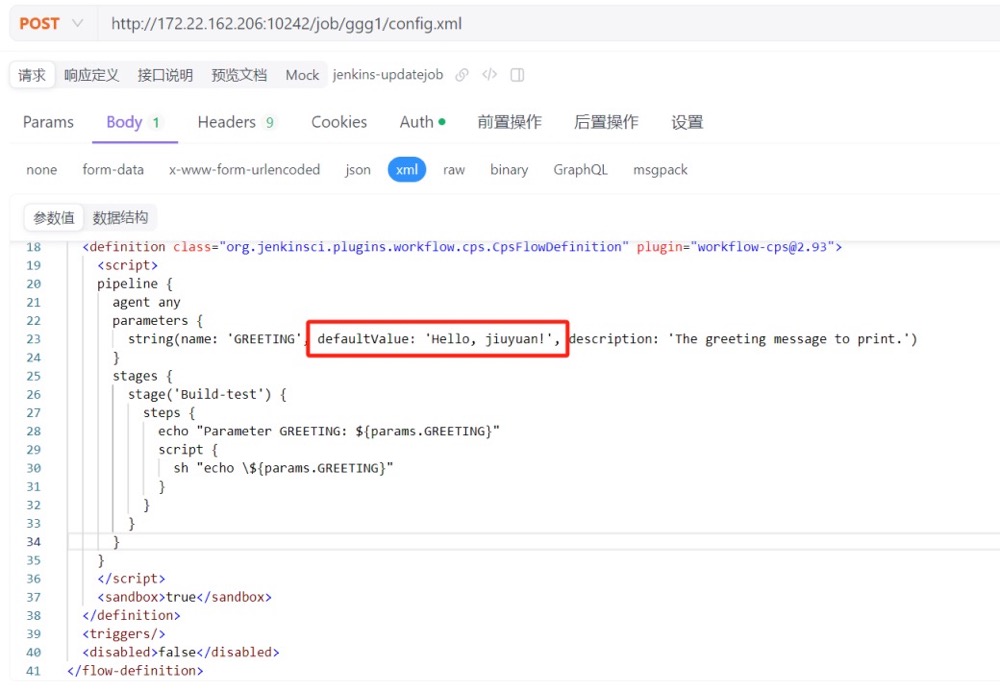 POST http://172.22.162.206:10242/job/ggg1/config.xml
请求 响应定义 接口说明 预览文档 Mock jenkins-updatejob
Params Body 1 Headers 9 Cookies Auth 前置操作 后置操作 设置
none form-data x-www-form-urlencoded json xml raw binary GraphQL msgpack
参数值 数据结构
18 <definition class="org.jenkinsci.plugins.workflow.cps.CpsFlowDefinition" plugin="workflow-cps@2.93">
19 <script>
20 pipeline {
21 agent any
22 parameters {
23 string(name: 'GREETING', defaultValue: 'Hello, jiuyuan!', description: 'The greeting message to print.')
24 }
25 stages {
26 stage('Build-test') {
27 steps {
28 echo "Parameter GREETING: ${params.GREETING}"
29 script {
30 sh "echo \${params.GREETING}"
31 }
32 }
33 }
34 }
35 }
36 </script>
37 <sandbox>true</sandbox>
38 </definition>
39 <triggers/>
40 <disabled>false</disabled>
41 </flow-definition>